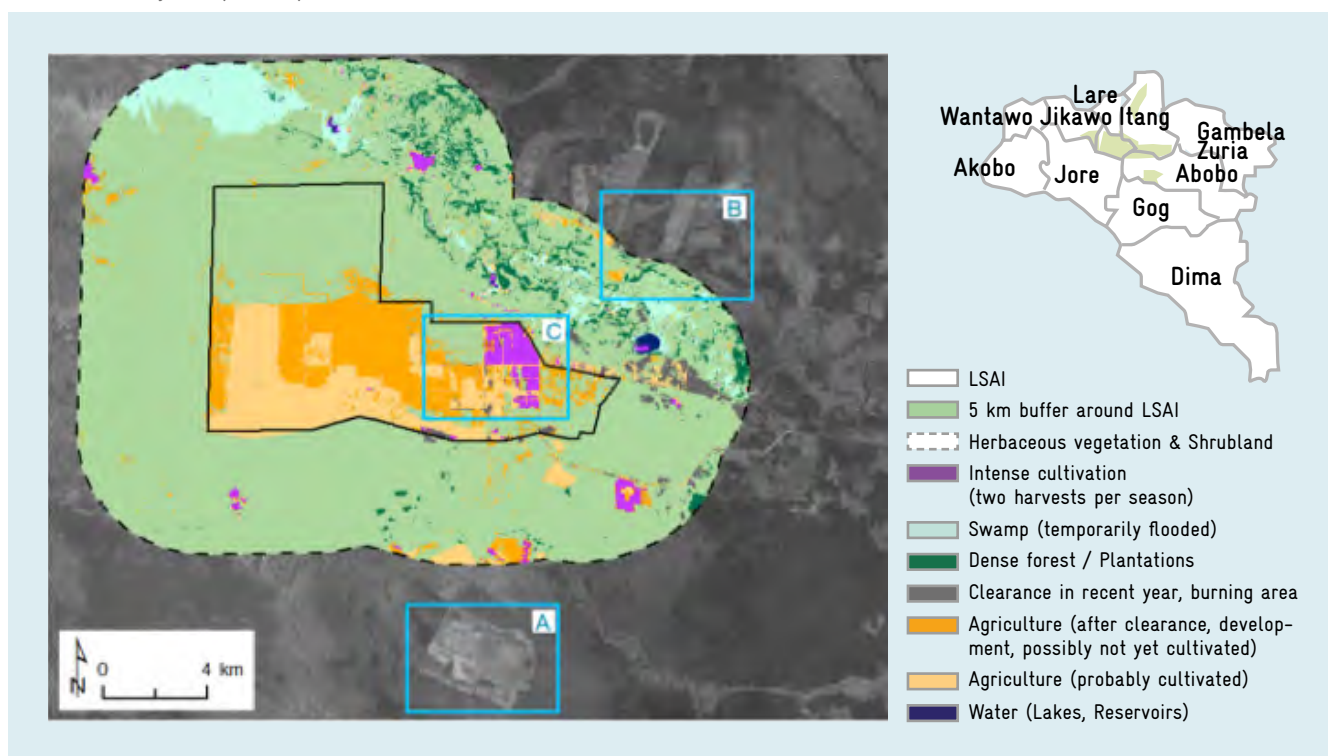 B
C
A
N
0 4 km
Lare
Wantawo Jikawo Itang
Gambela
Zuria
Akobo
Jore
Abobo
Gog
Dima
LSAI
5 km buffer around LSAI
Herbaceous vegetation & Shrubland
Intense cultivation
(two harvests per season)
Swamp (temporarily flooded)
Dense forest / Plantations
Clearance in recent year, burning area
Agriculture (after clearance, develop-
ment, possibly not yet cultivated)
Agriculture (probably cultivated)
Water (Lakes, Reservoirs)